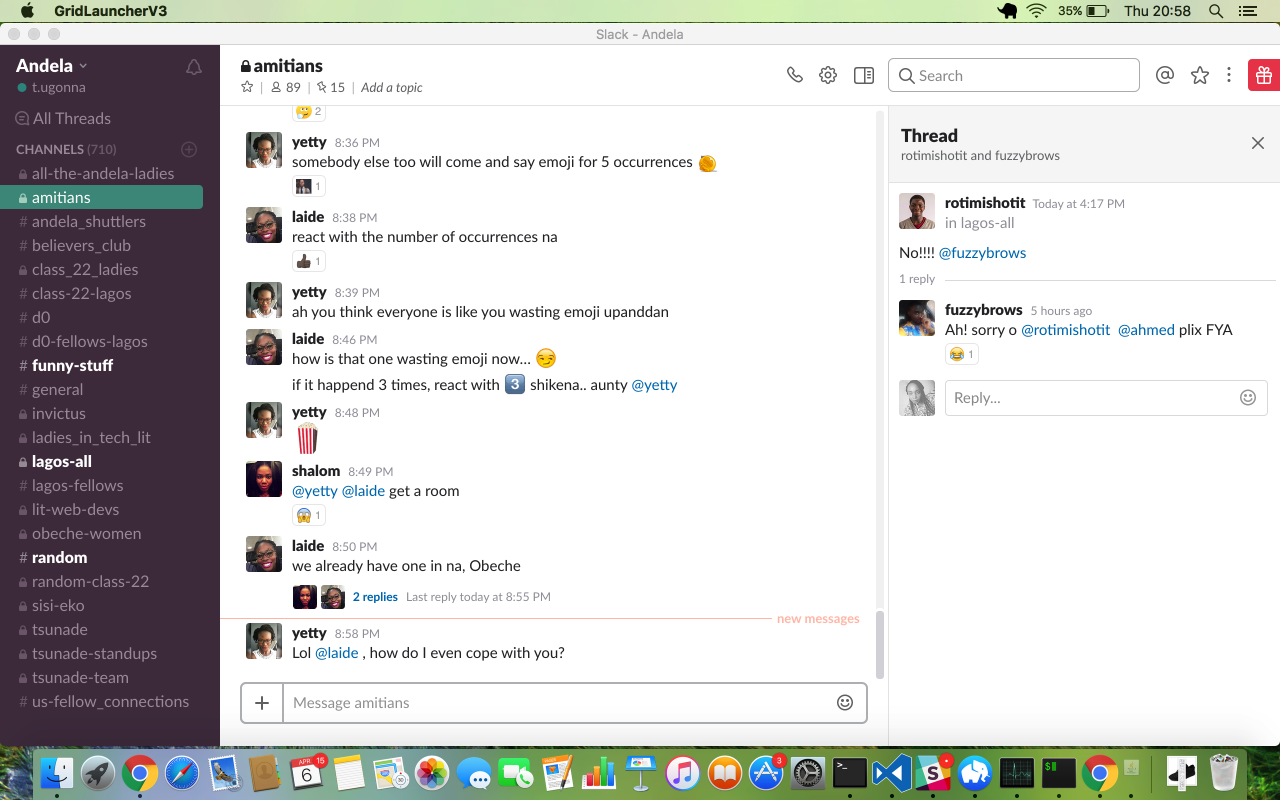 GridLauncherV3
35%
Thu 20:58
Slack - Andela
Andela
t.ugonna
All Threads
CHANNELS (710)
all-the-andela-ladies
amitians
# andela_shuttlers
# believers_club
class_22_ladies
# class-22-lagos
# d0
# d0-fellows-lagos
# funny-stuff
# general
invictus
ladies_in_tech_lit
lagos-all
# lagos-fellows
lit-web-devs
obeche-women
# random
random-class-22
sisi-eko
tsunade
tsunade-standups
tsunade-team
# us-fellow_connections
amitians
89 | 15 | Add a topic
Search
2
yetty 8:36 PM
somebody else too will come and say emoji for 5 occurrences
1
laide 8:38 PM
react with the number of occurrences na
1
yetty 8:39 PM
ah you think everyone is like you wasting emoji upanddan
laide 8:46 PM
how is that one wasting emoji now...
if it happend 3 times, react with 3 shikena.. aunty @yetty
yetty 8:48 PM
shalom 8:49 PM
@yetty @laide get a room
1
laide 8:50 PM
we already have one in na, Obeche
2 replies Last reply today at 8:55 PM
new messages
yetty 8:58 PM
Lol @laide , how do I even cope with you?
Message amitians
Thread
rotimishotit and fuzzybrows
rotimishotit Today at 4:17 PM
in lagos-all
No!!!! @fuzzybrows
1 reply
fuzzybrows 5 hours ago
Ah! sorry o @rotimishotit @ahmed plix FYA
1
Reply...
APR
6
15
3